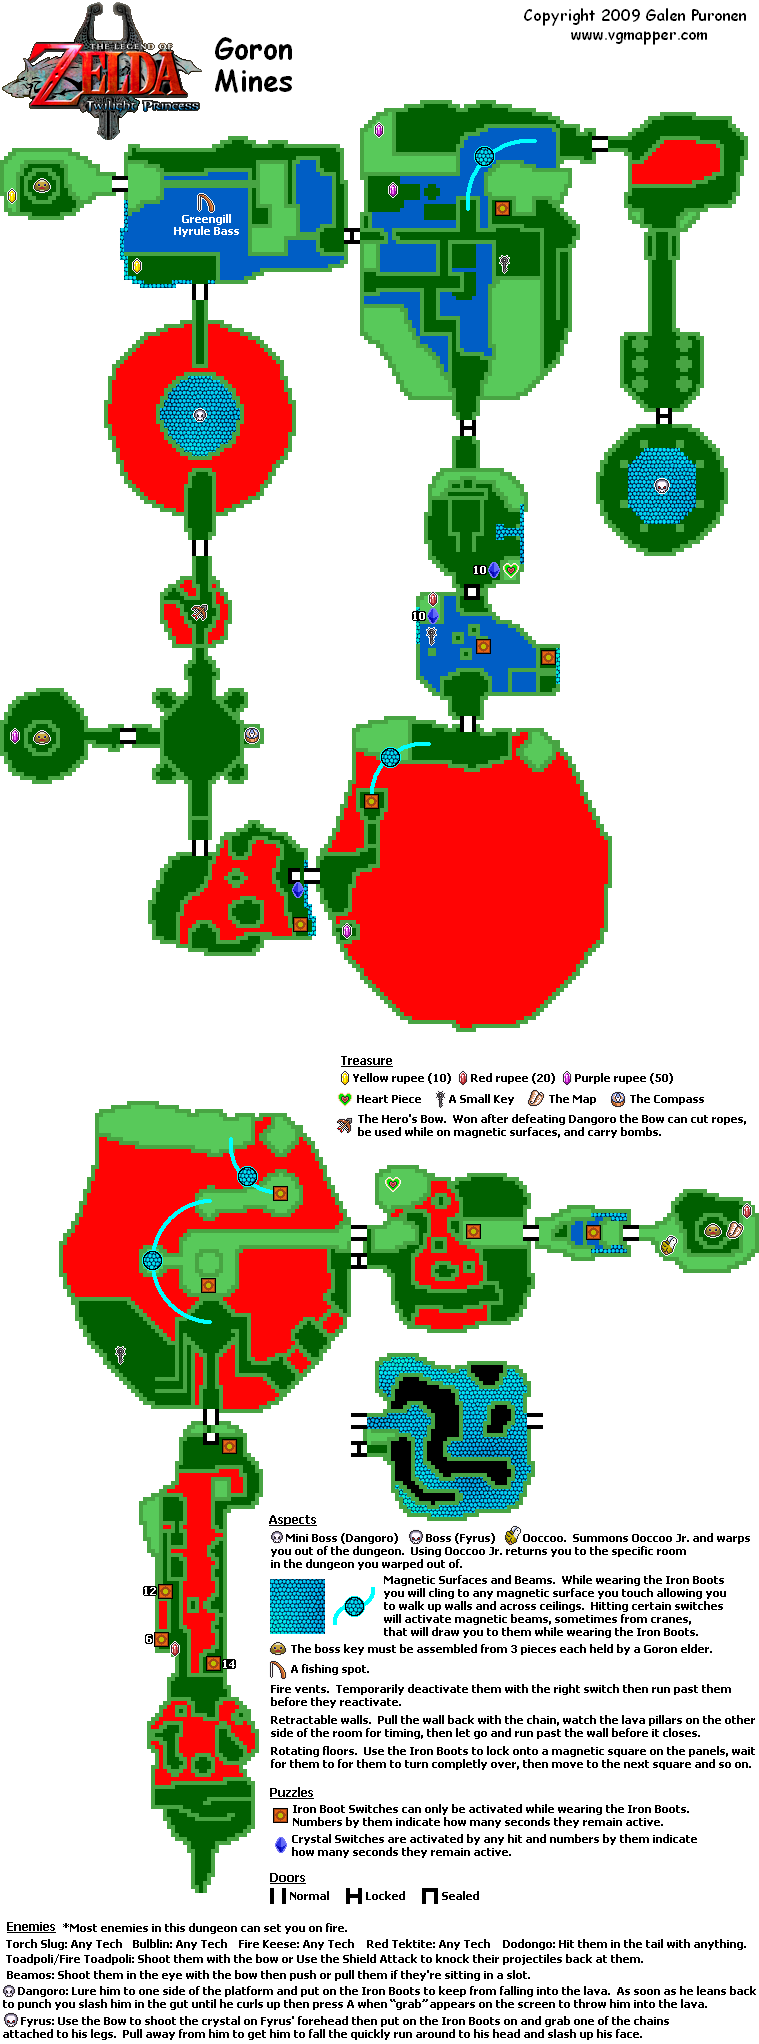 Copyright 2009 Galen Puronen
www.vgmapper.com
THE LEGEND OF
ZELDA
Twilight Princess
Goron
Mines
Greengill
Hyrule Bass
10
10
Treasure
Yellow rupee (10) Red rupee (20) Purple rupee (50)
Heart Piece A Small Key The Map The Compass
The Hero's Bow. Won after defeating Dangoro the Bow can cut ropes,
be used while on magnetic surfaces, and carry bombs.
12
6
14
Aspects
Mini Boss (Dangoro) Boss (Fyrus) Ooccoo. Summons Ooccoo Jr. and warps
you out of the dungeon. Using Ooccoo Jr. returns you to the specific room
in the dungeon you warped out of.
Magnetic Surfaces and Beams. While wearing the Iron Boots
you will cling to any magnetic surface you touch allowing you
to walk up walls and across ceilings. Hitting certain switches
will activate magnetic beams, sometimes from cranes,
that will draw you to them while wearing the Iron Boots.
The boss key must be assembled from 3 pieces each held by a Goron elder.
A fishing spot.
Fire vents. Temporarily deactivate them with the right switch then run past them
before they reactivate.
Retractable walls. Pull the wall back with the chain, watch the lava pillars on the other
side of the room for timing, then let go and run past the wall before it closes.
Rotating floors. Use the Iron Boots to lock onto a magnetic square on the panels, wait
for them to for them to turn completly over, then move to the next square and so on.
Puzzles
Iron Boot Switches can only be activated while wearing the Iron Boots.
Numbers by them indicate how many seconds they remain active.
Crystal Switches are activated by any hit and numbers by them indicate
how many seconds they remain active.
Doors
Normal Locked Sealed
Enemies *Most enemies in this dungeon can set you on fire.
Torch Slug: Any Tech Bulblin: Any Tech Fire Keese: Any Tech Red Tektite: Any Tech Dodongo: Hit them in the tail with anything.
Toadpoli/Fire Toadpoli: Shoot them with the bow or Use the Shield Attack to knock their projectiles back at them.
Beamos: Shoot them in the eye with the bow then push or pull them if they're sitting in a slot.
Dangoro: Lure him to one side of the platform and put on the Iron Boots to keep from falling into the lava. As soon as he leans back
to punch you slash him in the gut until he curls up then press A when "grab" appears on the screen to throw him into the lava.
Fyrus: Use the Bow to shoot the crystal on Fyrus' forehead then put on the Iron Boots on and grab one of the chains
attached to his legs. Pull away from him to get him to fall the quickly run around to his head and slash up his face.